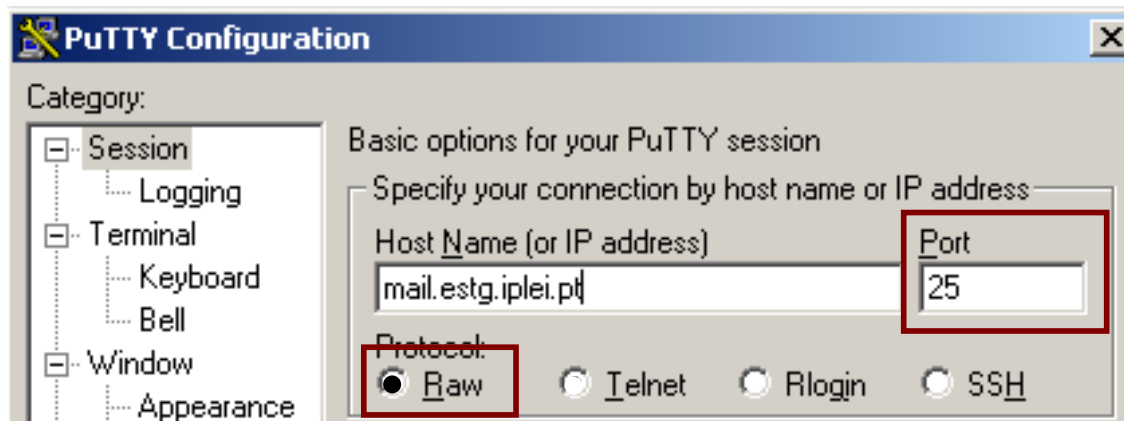 PuTTY Configuration
Category:
Session
Logging
Terminal
Keyboard
Bell
Window
Appearance
Basic options for your PuTTY session
Specify your connection by host name or IP address
Host Name (or IP address)
Port
mail.estg.iplei.pt
25
Protocol:
Raw Telnet Rlogin SSH